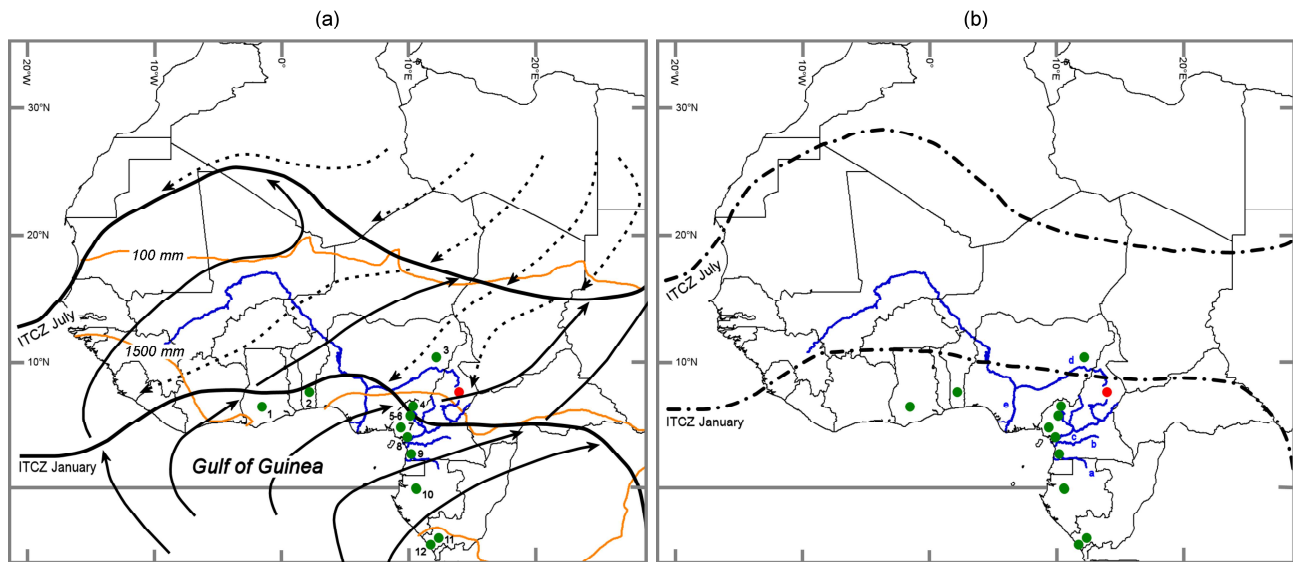 (a)
(b)
20°W
10°W
0°
10°E
20°E
30°N
20°N
10°N
100 mm
1500 mm
ITCZ July
ITCZ January
Gulf of Guinea
1
2
3
4
5-6
7
8
9
10
11
12
20°W
10°W
0°
10°E
20°E
30°N
20°N
10°N
ITCZ July
ITCZ January
d
e
c
b
a